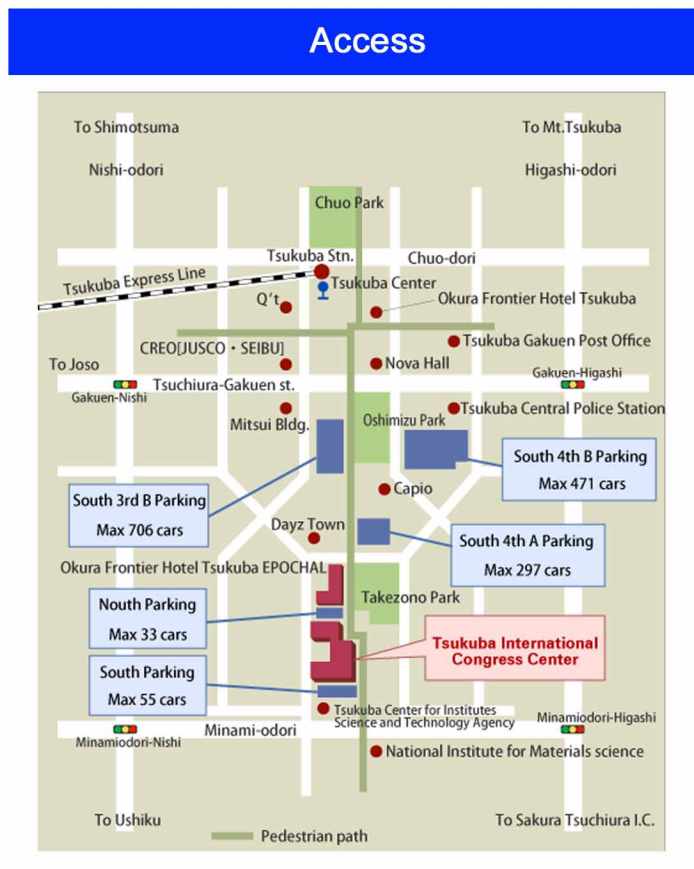 Access
To Shimotsuma
To Mt.Tsukuba
Nishi-odori
Higashi-odori
Chuo Park
Tsukuba Stn.
Chuo-dori
Tsukuba Express Line
Tsukuba Center
Q't
Okura Frontier Hotel Tsukuba
CREO[JUSCO・SEIBU]
Tsukuba Gakuen Post Office
To Joso
Nova Hall
Gakuen-Higashi
Gakuen-Nishi
Tsuchiura-Gakuen st.
Mitsui Bldg.
Oshimizu Park
Tsukuba Central Police Station
South 4th B Parking
Max 471 cars
South 3rd B Parking
Max 706 cars
Capio
Dayz Town
South 4th A Parking
Max 297 cars
Okura Frontier Hotel Tsukuba EPOCHAL
Nouth Parking
Max 33 cars
Takezono Park
Tsukuba International
Congress Center
South Parking
Max 55 cars
Tsukuba Center for Institutes
Science and Technology Agency
Minami-odori
Minamiodori-Higashi
Minamiodori-Nishi
National Institute for Materials science
To Ushiku
To Sakura Tsuchiura I.C.
Pedestrian path